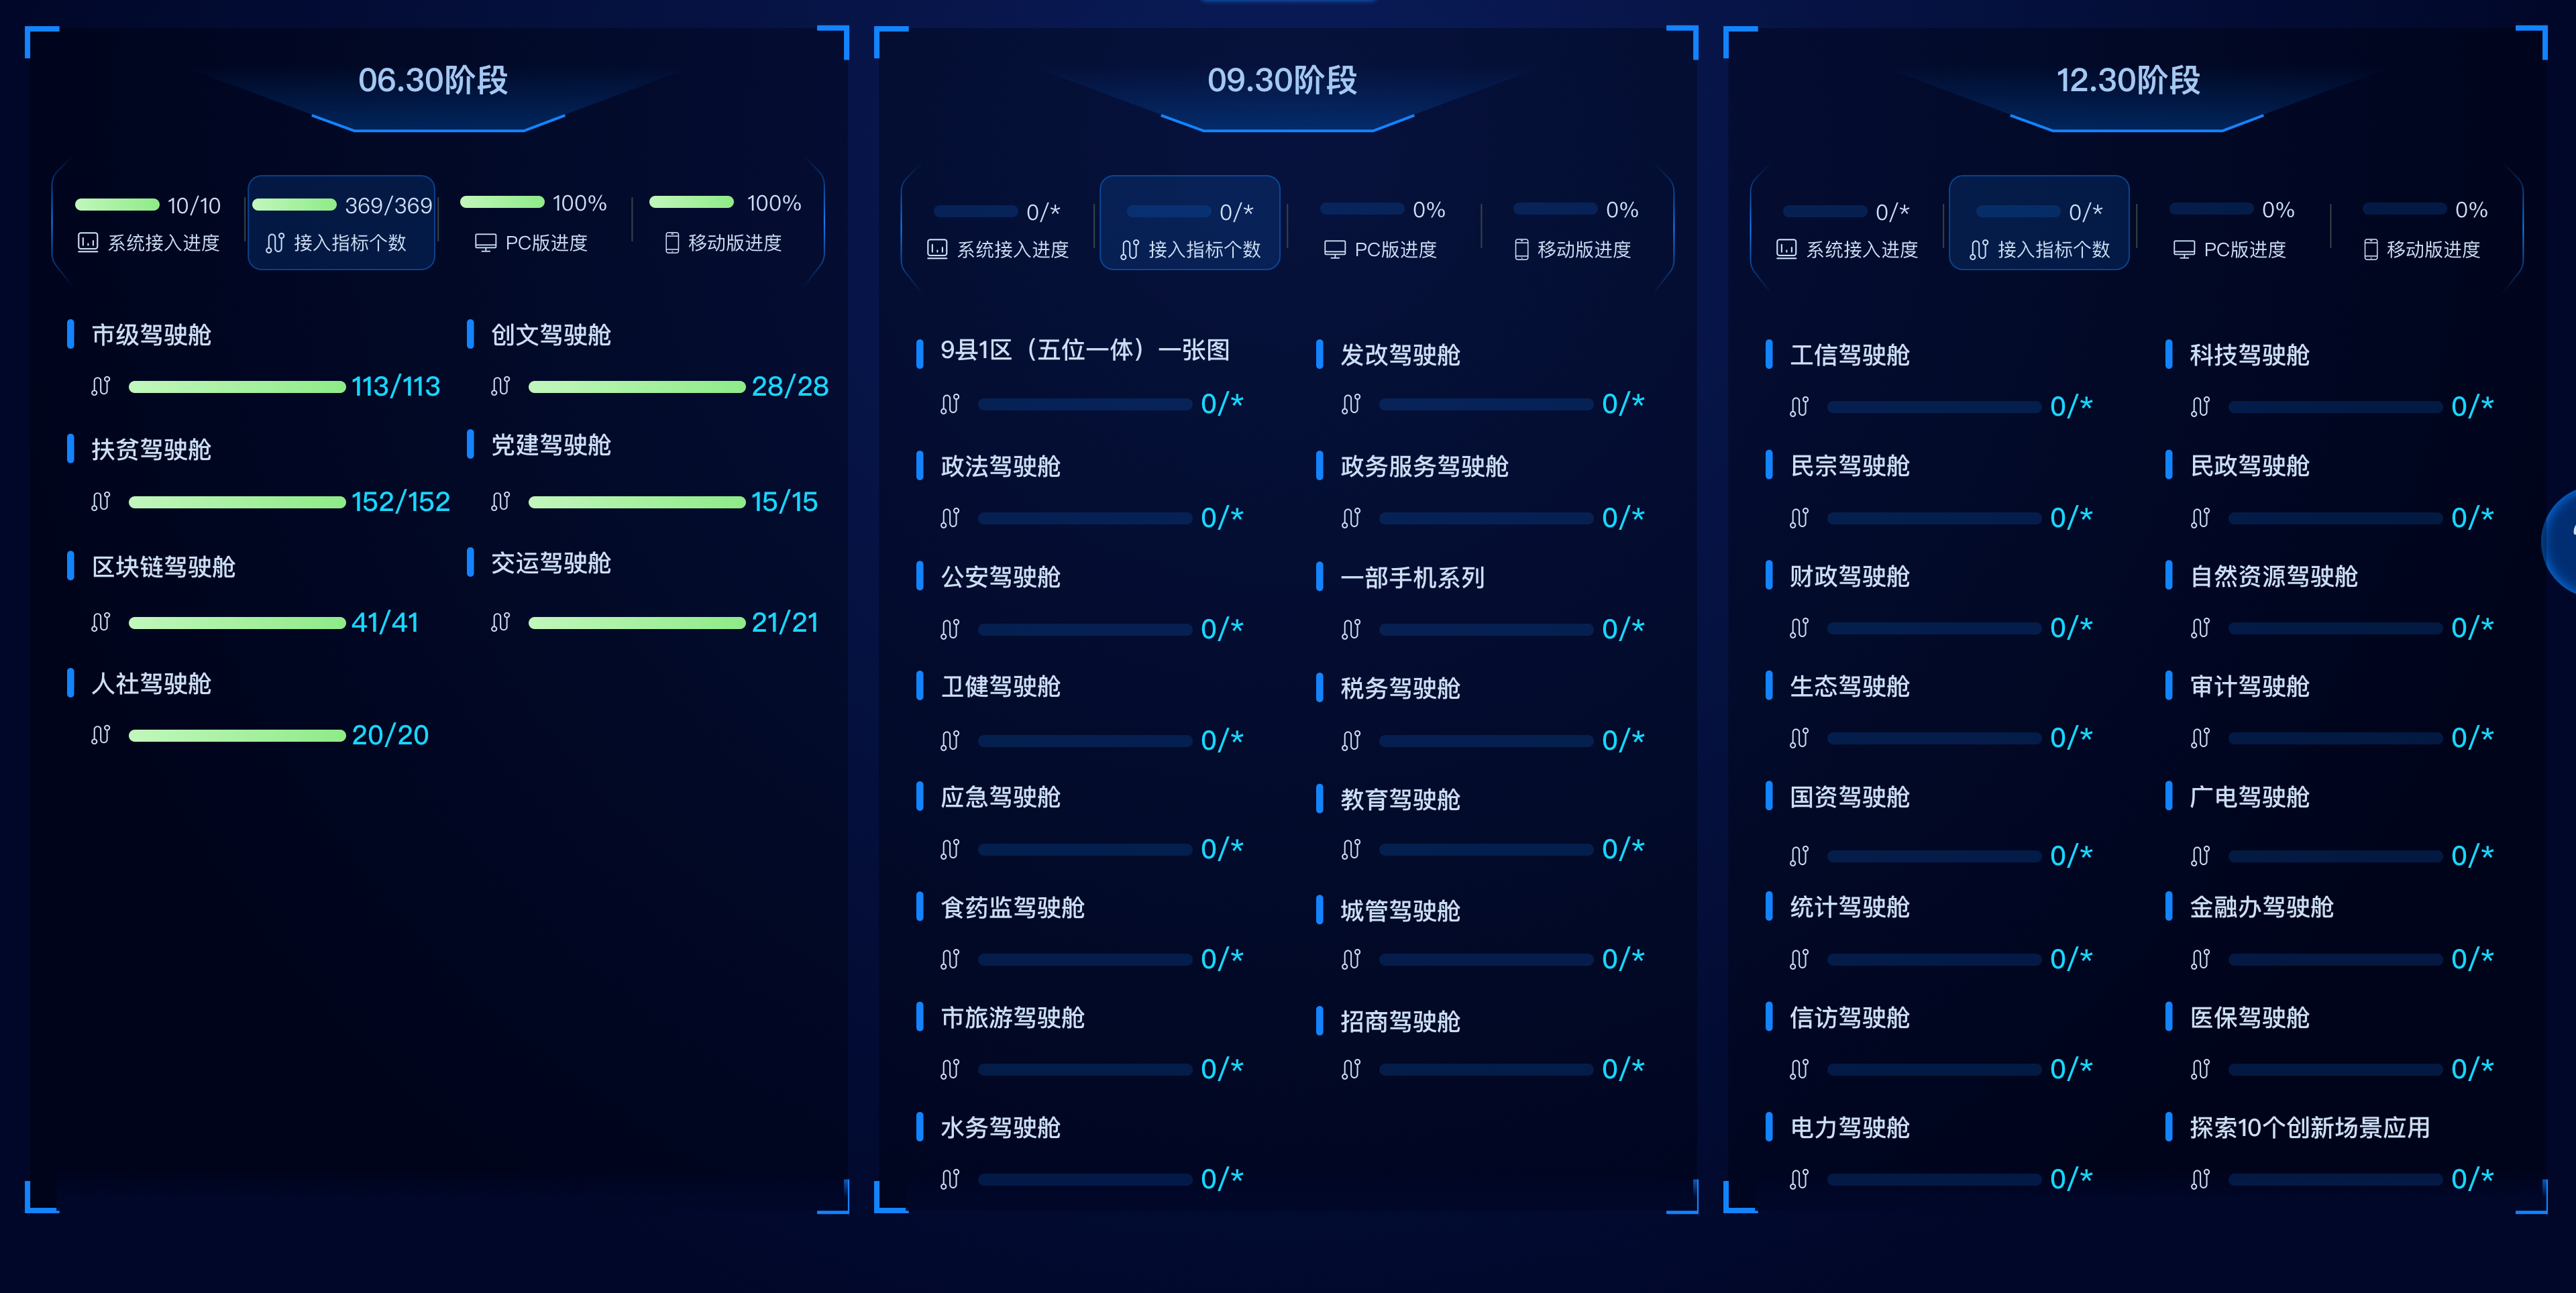 06.30阶段
10/10
系统接入进度
369/369
接入指标个数
100%
PC版进度
100%
移动版进度
市级驾驶舱
113/113
创文驾驶舱
28/28
扶贫驾驶舱
152/152
党建驾驶舱
15/15
区块链驾驶舱
41/41
交运驾驶舱
21/21
人社驾驶舱
20/20
09.30阶段
0/*
系统接入进度
0/*
接入指标个数
0%
PC版进度
0%
移动版进度
9县1区（五位一体）一张图
0/*
发改驾驶舱
0/*
政法驾驶舱
0/*
政务服务驾驶舱
0/*
公安驾驶舱
0/*
一部手机系列
0/*
卫健驾驶舱
0/*
税务驾驶舱
0/*
应急驾驶舱
0/*
教育驾驶舱
0/*
食药监驾驶舱
0/*
城管驾驶舱
0/*
市旅游驾驶舱
0/*
招商驾驶舱
0/*
水务驾驶舱
0/*
12.30阶段
0/*
系统接入进度
0/*
接入指标个数
0%
PC版进度
0%
移动版进度
工信驾驶舱
0/*
科技驾驶舱
0/*
民宗驾驶舱
0/*
民政驾驶舱
0/*
财政驾驶舱
0/*
自然资源驾驶舱
0/*
生态驾驶舱
0/*
审计驾驶舱
0/*
国资驾驶舱
0/*
广电驾驶舱
0/*
统计驾驶舱
0/*
金融办驾驶舱
0/*
信访驾驶舱
0/*
医保驾驶舱
0/*
电力驾驶舱
0/*
探索10个创新场景应用
0/*